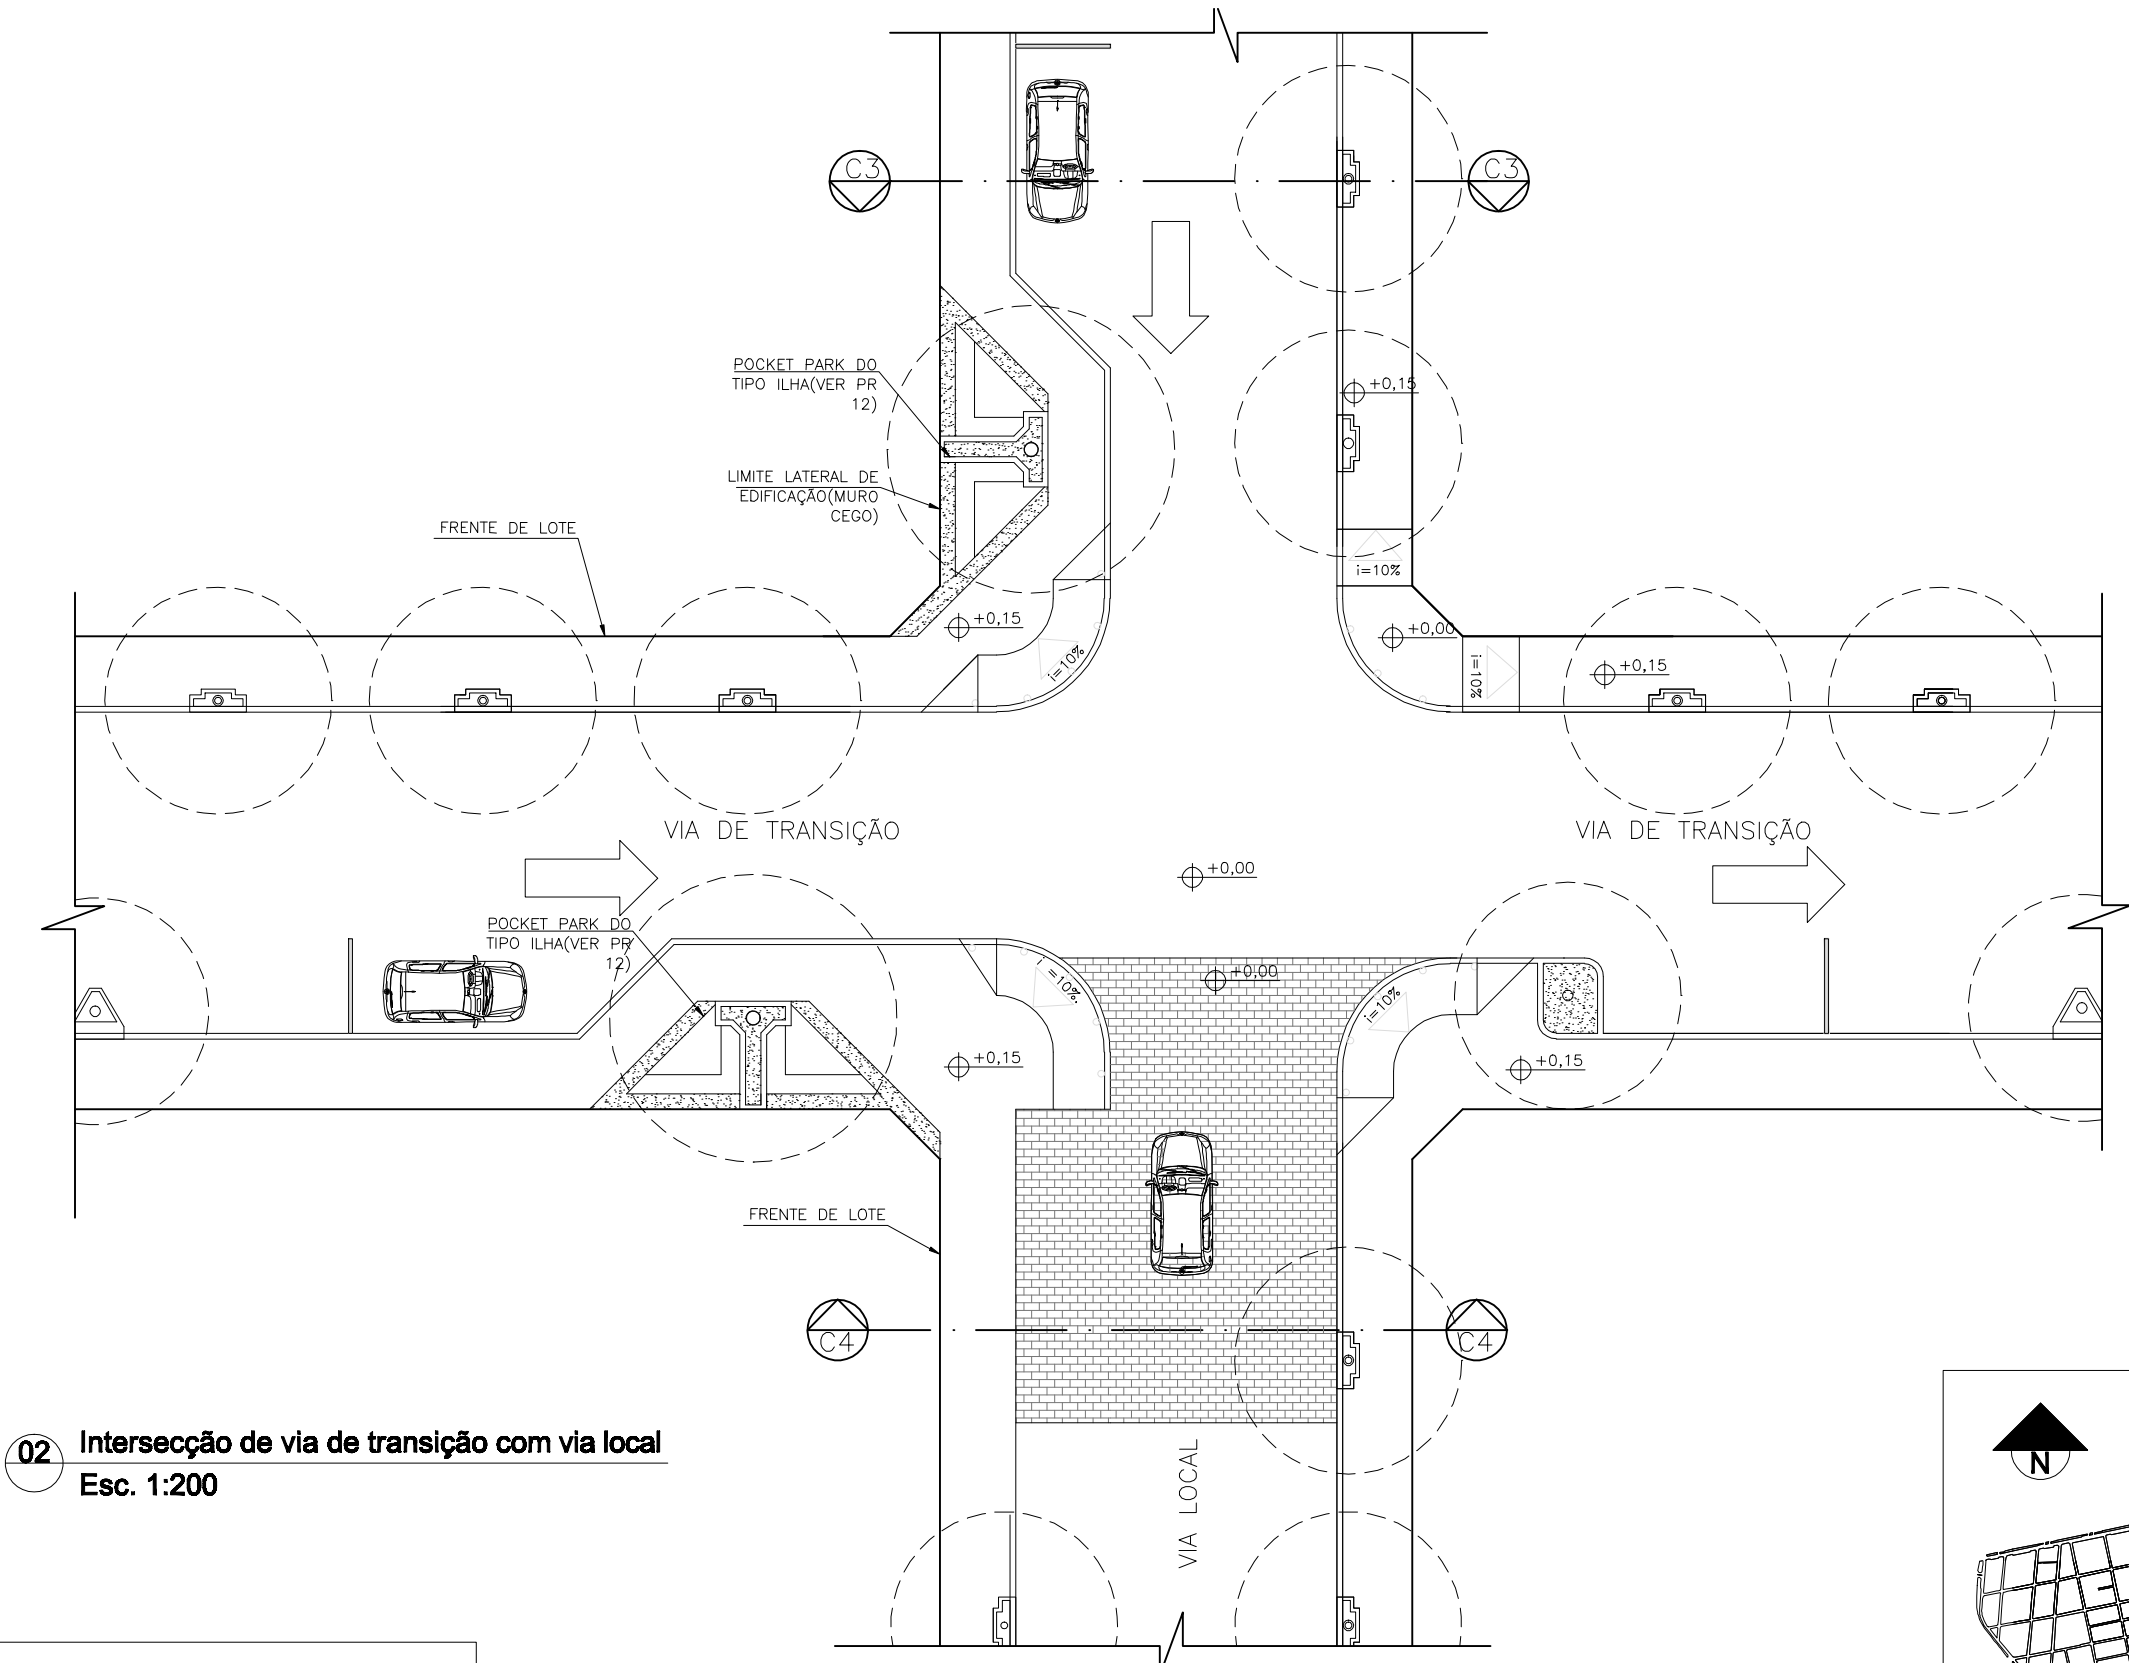 C3
C3
POCKET PARK DO
TIPO ILHA(VER PR
12)
+0,15
LIMITE LATERAL DE
EDIFICAÇÃO(MURO
CEGO)
FRENTE DE LOTE
i=10%
+0,15
+0,00
i=10%
i=10%
+0,15
VIA DE TRANSIÇÃO
VIA DE TRANSIÇÃO
+0,00
POCKET PARK DO
TIPO ILHA(VER PR
12)
i=10%.
+0,00
i=10%
+0,15
+0,15
FRENTE DE LOTE
C4
C4
02
Intersecção de via de transição com via local
Esc. 1:200
VIA LOCAL
N